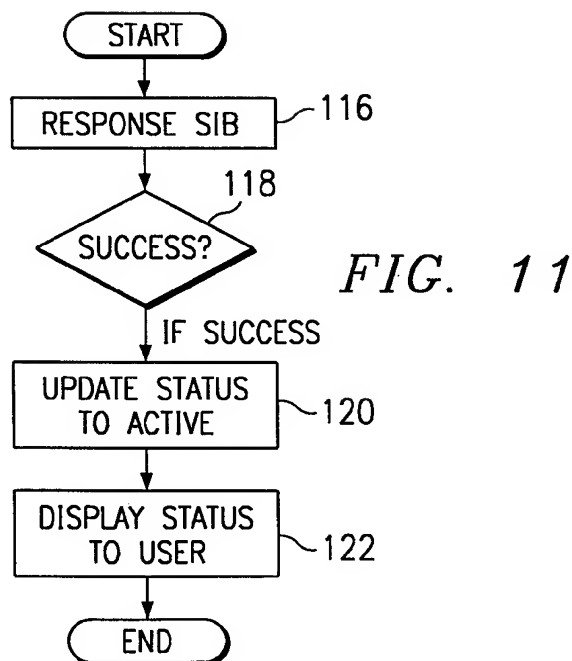 START
RESPONSE SIB
116
118
SUCCESS?
FIG. 11
IF SUCCESS
UPDATE STATUS
TO ACTIVE
120
DISPLAY STATUS
TO USER
122
END